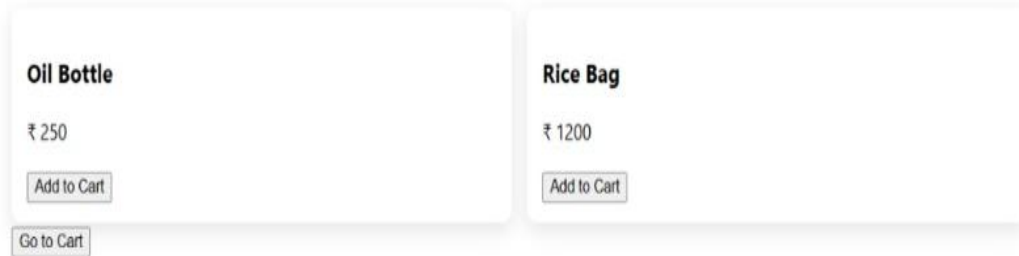 Oil Bottle
₹ 250
Add to Cart
Rice Bag
₹ 1200
Add to Cart
Go to Cart